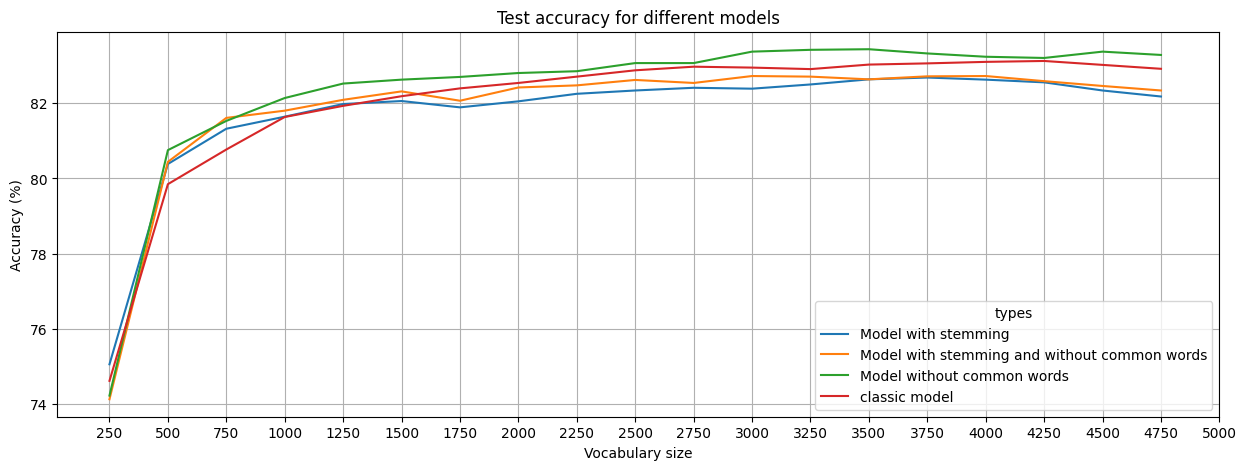 Test accuracy for different models
Accuracy (%)
82
80
78
76
74
types
Model with stemming
Model with stemming and without common words
Model without common words
classic model
250 500 750 1000 1250 1500 1750 2000 2250 2500 2750 3000 3250 3500 3750 4000 4250 4500 4750 5000
Vocabulary size